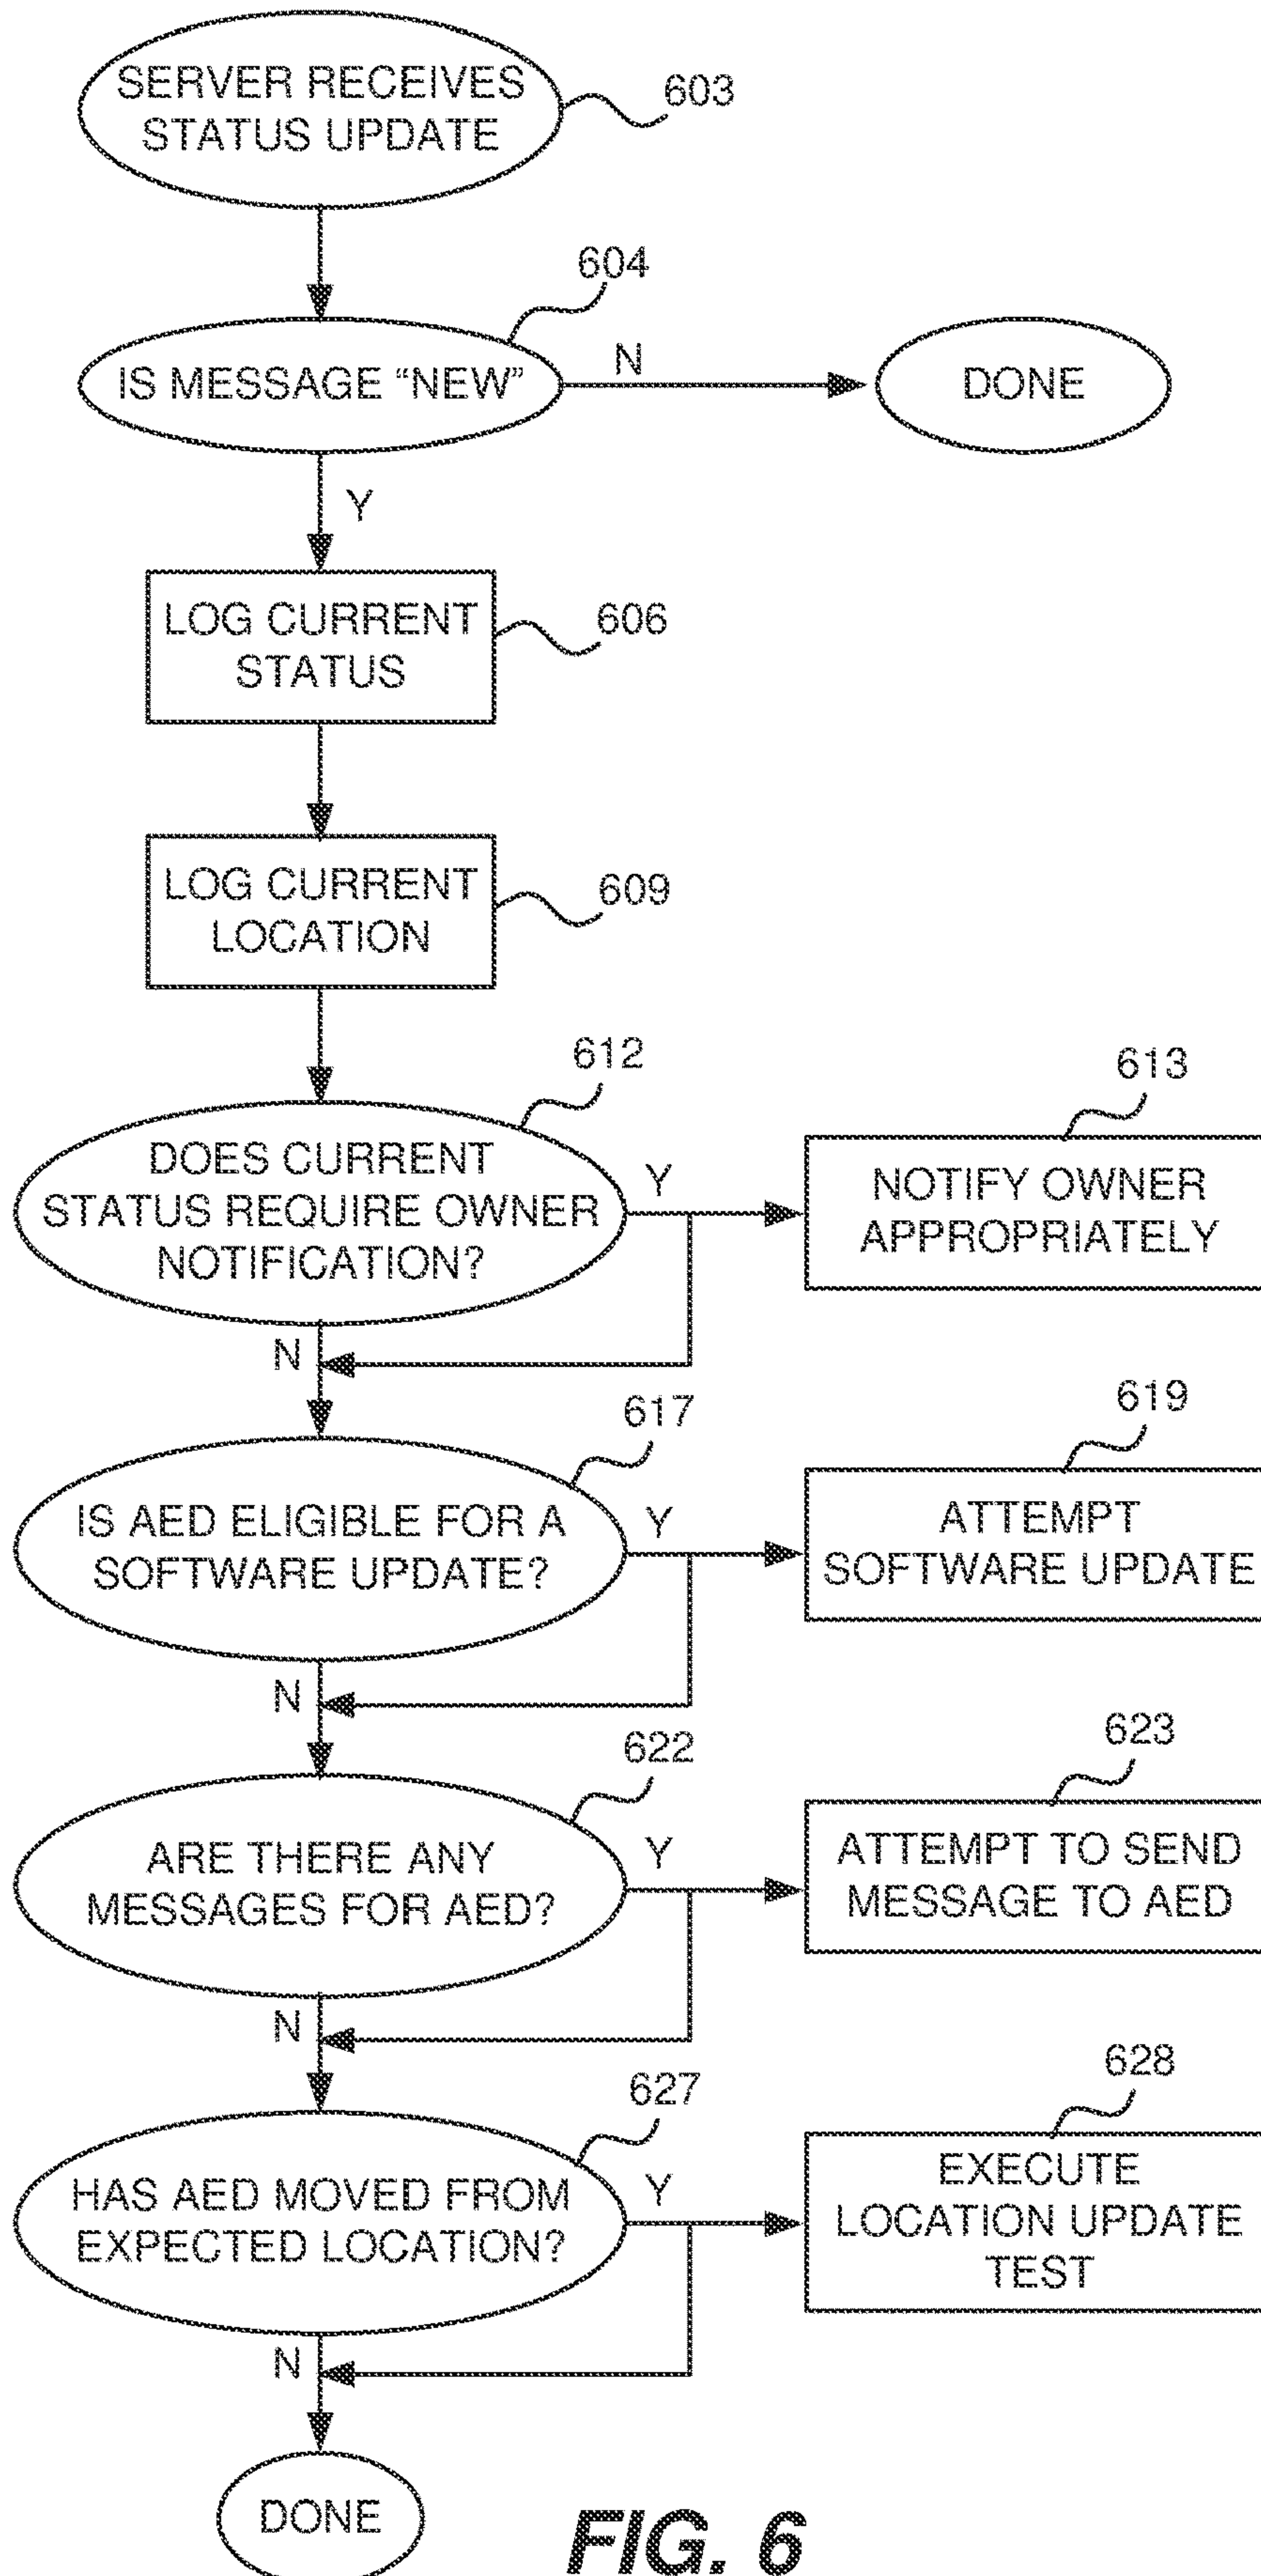 SERVER RECEIVES
STATUS UPDATE
603
604
IS MESSAGE “NEW”
N
DONE
Y
LOG CURRENT
STATUS
606
LOG CURRENT
LOCATION
609
612
DOES CURRENT
STATUS REQUIRE OWNER
NOTIFICATION?
Y
613
NOTIFY OWNER
APPROPRIATELY
N
617
IS AED ELIGIBLE FOR A
SOFTWARE UPDATE?
Y
619
ATTEMPT
SOFTWARE UPDATE
N
622
ARE THERE ANY
MESSAGES FOR AED?
Y
623
ATTEMPT TO SEND
MESSAGE TO AED
N
627
HAS AED MOVED FROM
EXPECTED LOCATION?
Y
628
EXECUTE
LOCATION UPDATE
TEST
N
DONE
FIG. 6